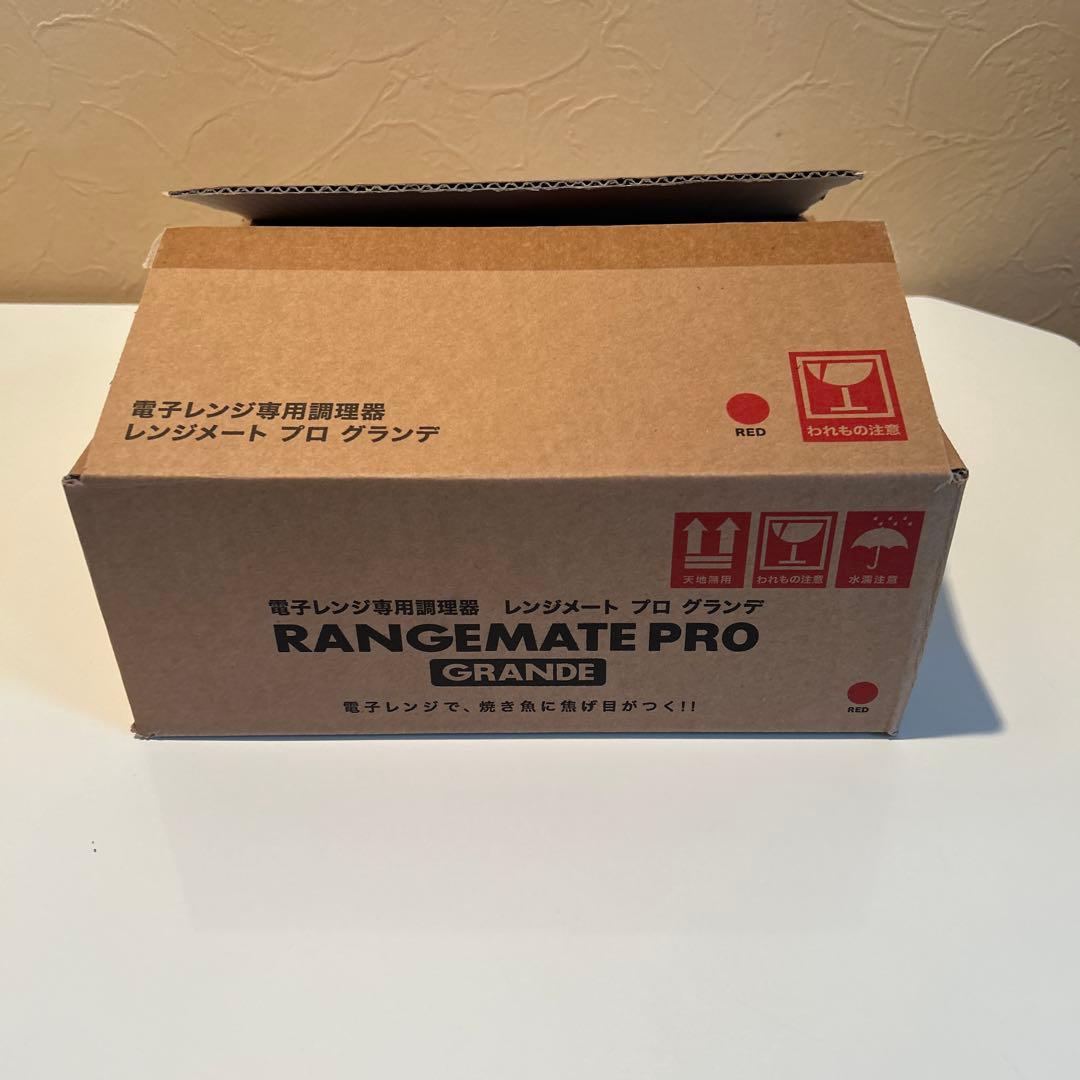 電子レンジ専用調理器
レンジメート プロ グランデ
RED
われもの注意
天地無用
われもの注意
水濡注意
電子レンジ専用調理器 レンジメート プロ グランデ
RANGEMATE PRO
GRANDE
電子レンジで、焼き魚に焦げ目がつく!!
RED